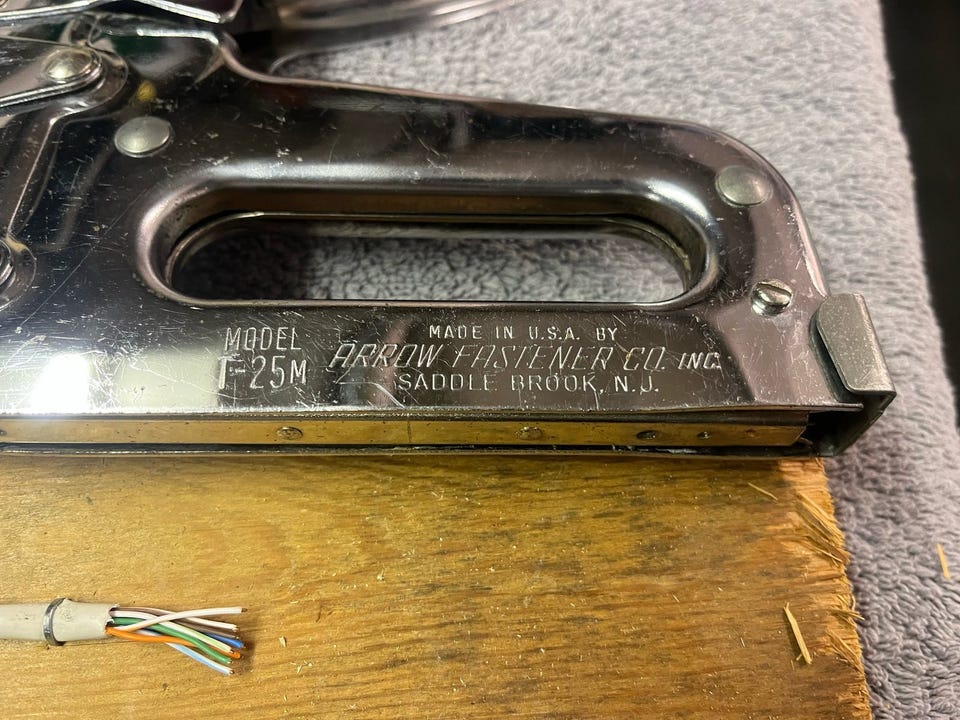 MODEL
T-25M
MADE IN U.S.A. BY
ARROW FASTENER CO. INC.
SADDLE BROOK, N.J.